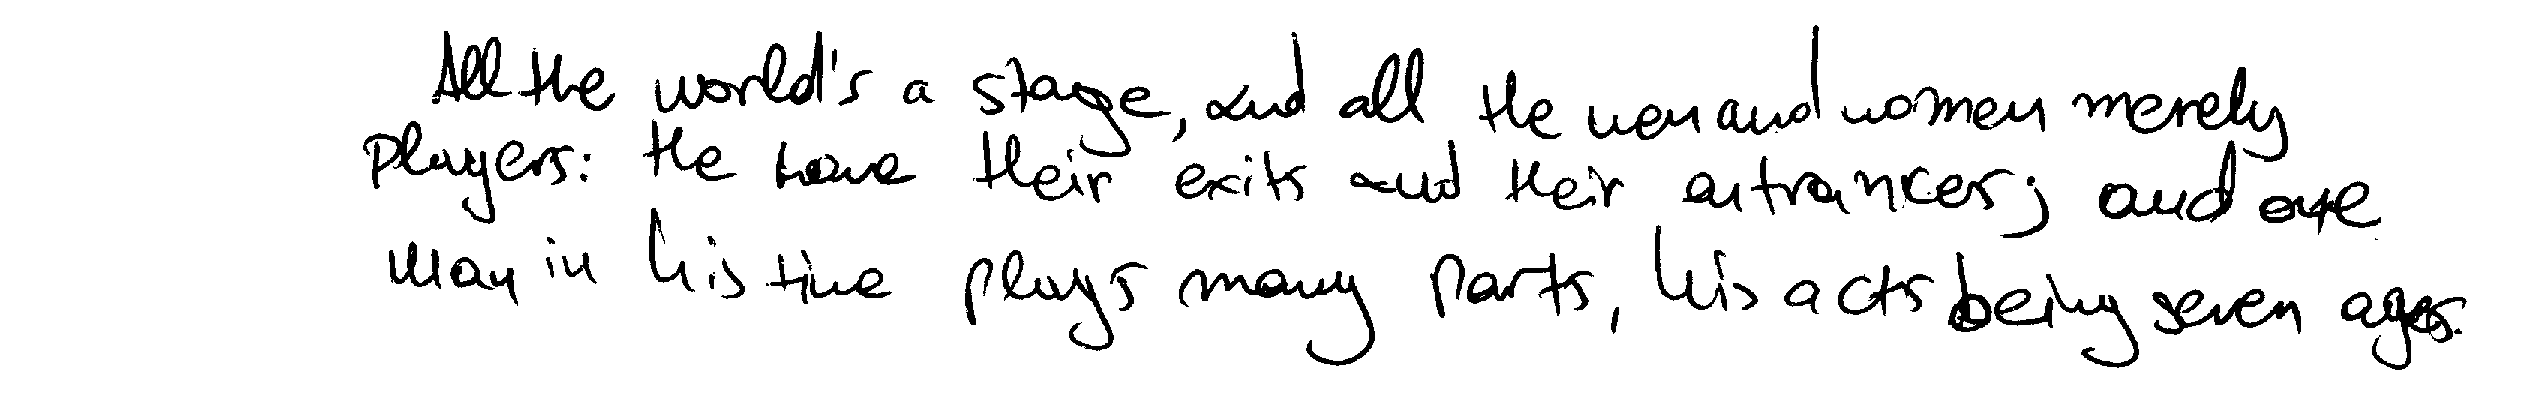 All the world's a stage, and all the men and women merely
players: the have their exits and their entrances; and one
man in his time plays many parts, his acts being seven ages.